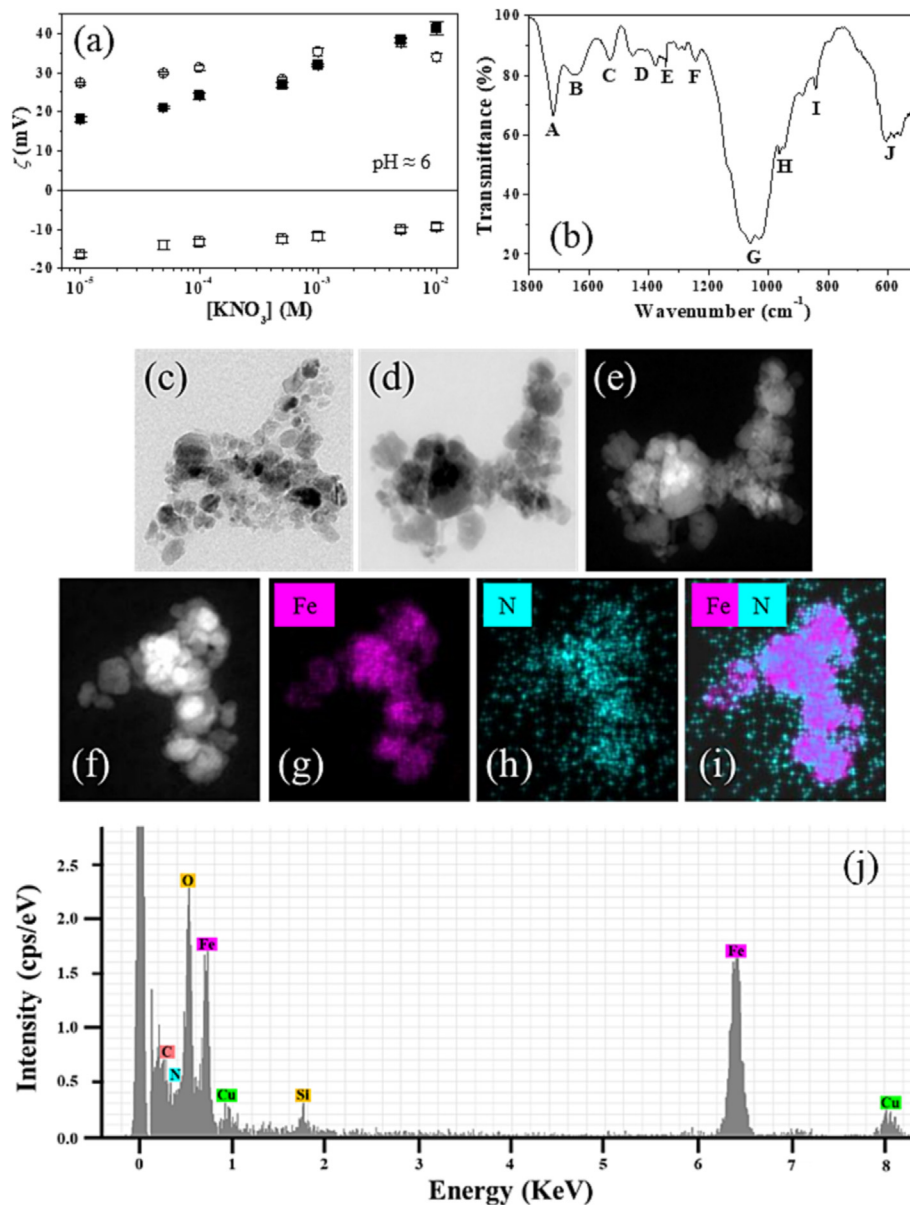 (a)
40
30
20
10
0
-10
-20
ζ (mV)
pH ≈ 6
10⁻⁵ 10⁻⁴ 10⁻³ 10⁻²
[KNO₃] (M)
(b)
100
80
60
40
20
Transmittance (%)
A B C D E F G H I J
1800 1600 1400 1200 1000 800 600
Wavenumber (cm⁻¹)
(c) (d) (e)
Fe N Fe N
(f) (g) (h) (i)
(j)
2.5
2.0
1.5
1.0
0.5
0.0
Intensity (cps/eV)
O
Fe Fe
C
N
Cu Si Cu
0 1 2 3 4 5 6 7 8
Energy (KeV)